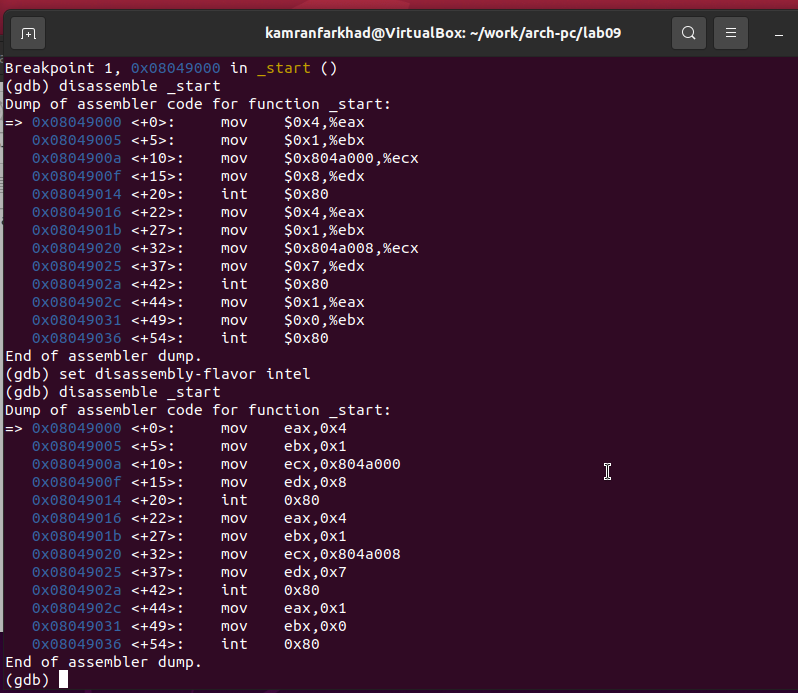 kamranfarkhad@VirtualBox: ~/work/arch-pc/lab09
Breakpoint 1, 0x08049000 in _start ()
(gdb) disassemble _start
Dump of assembler code for function _start:
=> 0x08049000 <+0>:     mov    $0x4,%eax
   0x08049005 <+5>:     mov    $0x1,%ebx
   0x0804900a <+10>:    mov    $0x804a000,%ecx
   0x0804900f <+15>:    mov    $0x8,%edx
   0x08049014 <+20>:    int    $0x80
   0x08049016 <+22>:    mov    $0x4,%eax
   0x0804901b <+27>:    mov    $0x1,%ebx
   0x08049020 <+32>:    mov    $0x804a008,%ecx
   0x08049025 <+37>:    mov    $0x7,%edx
   0x0804902a <+42>:    int    $0x80
   0x0804902c <+44>:    mov    $0x1,%eax
   0x08049031 <+49>:    mov    $0x0,%ebx
   0x08049036 <+54>:    int    $0x80
End of assembler dump.
(gdb) set disassembly-flavor intel
(gdb) disassemble _start
Dump of assembler code for function _start:
=> 0x08049000 <+0>:     mov    eax,0x4
   0x08049005 <+5>:     mov    ebx,0x1
   0x0804900a <+10>:    mov    ecx,0x804a000
   0x0804900f <+15>:    mov    edx,0x8
   0x08049014 <+20>:    int    0x80
   0x08049016 <+22>:    mov    eax,0x4
   0x0804901b <+27>:    mov    ebx,0x1
   0x08049020 <+32>:    mov    ecx,0x804a008
   0x08049025 <+37>:    mov    edx,0x7
   0x0804902a <+42>:    int    0x80
   0x0804902c <+44>:    mov    eax,0x1
   0x08049031 <+49>:    mov    ebx,0x0
   0x08049036 <+54>:    int    0x80
End of assembler dump.
(gdb)